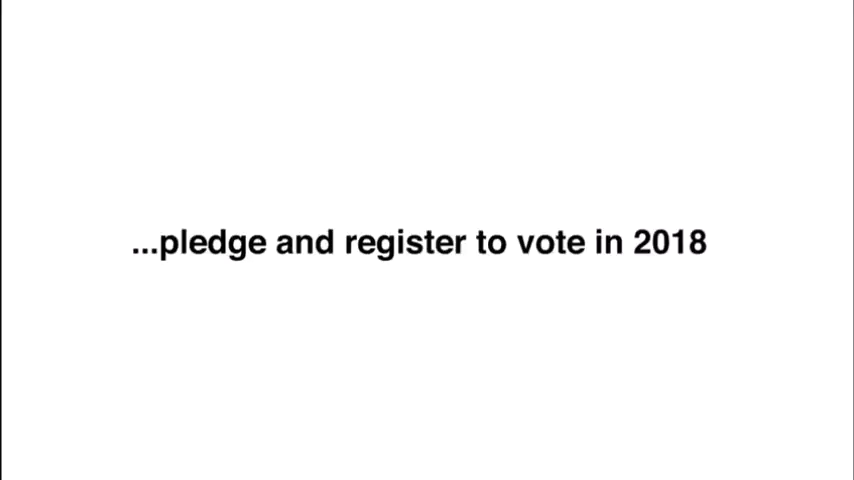 ...pledge and register to vote in 2018